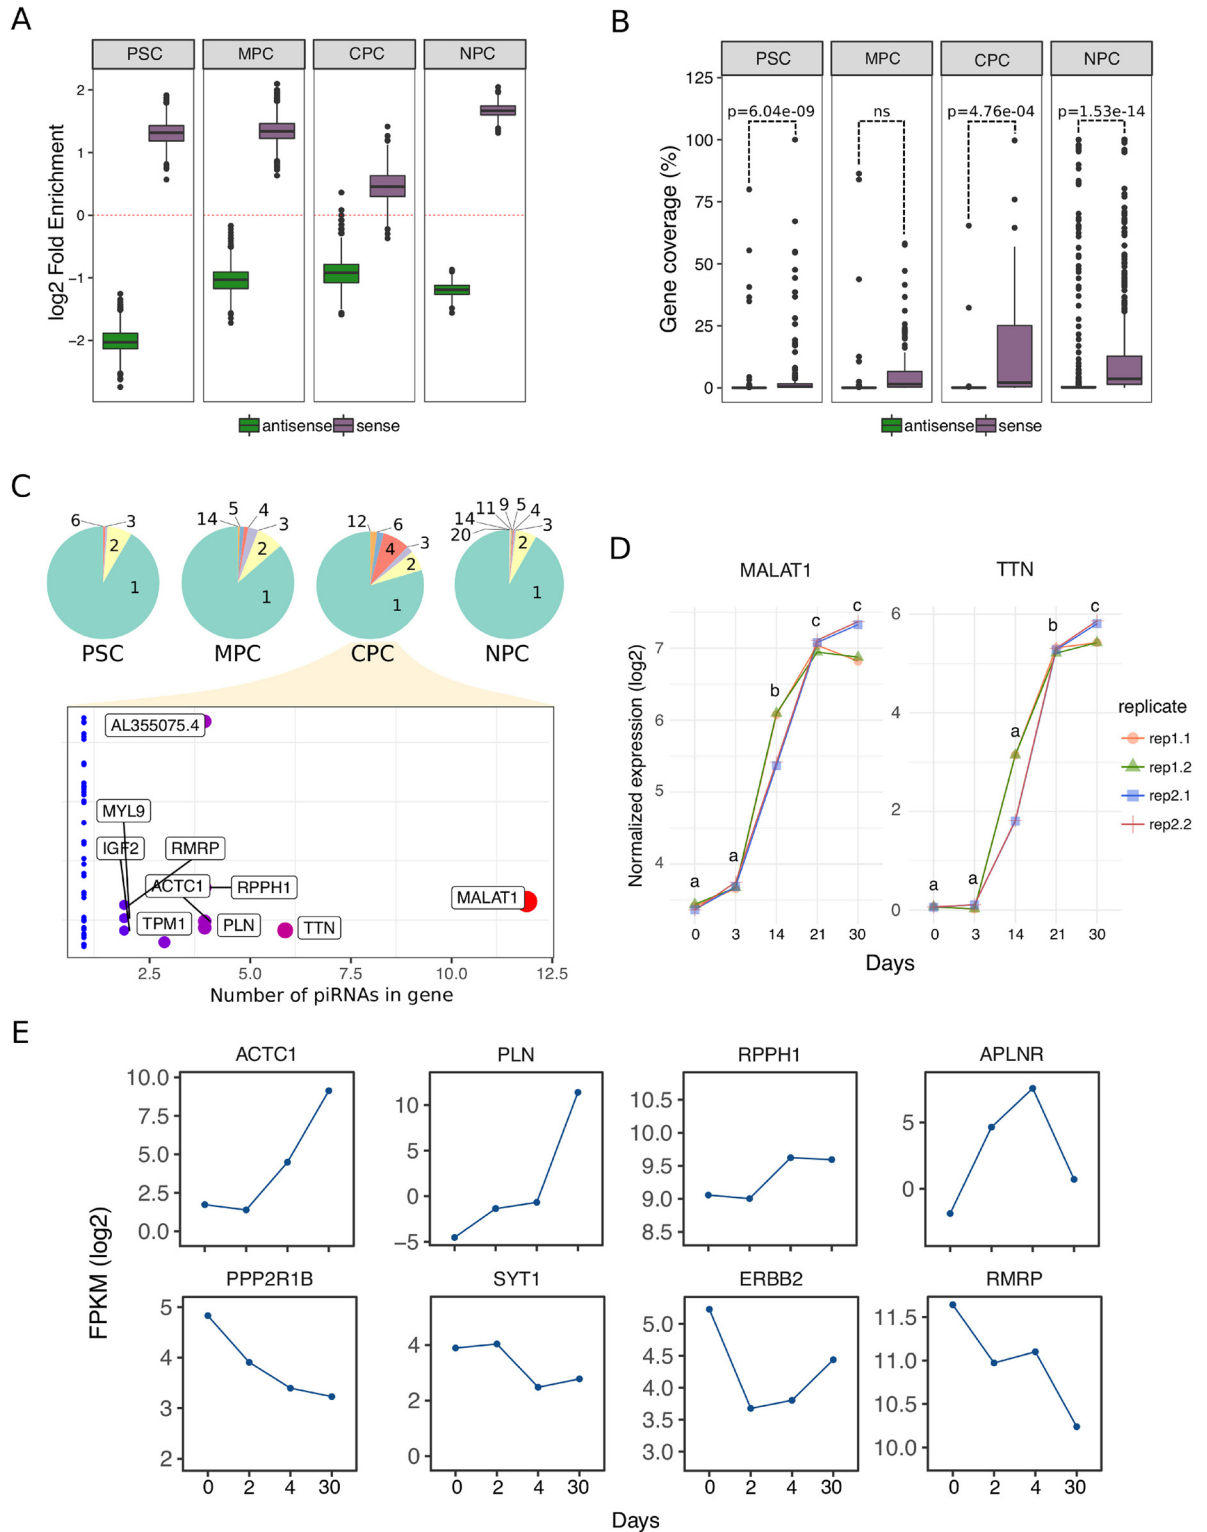 A
PSC MPC CPC NPC
log2 Fold Enrichment
2
1
0
−1
−2
antisense sense
B
PSC MPC CPC NPC
Gene coverage (%)
125
100
75
50
25
0
p=6.04e-09 ns p=4.76e-04 p=1.53e-14
antisense sense
C
6 3 2 1
PSC
14 5 4 3 2 1
MPC
12 6 4 3 2 1
CPC
20 14 11 9 5 4 3 2 1
NPC
AL355075.4
MYL9
IGF2 RMRP
ACTC1 RPPH1
MALAT1
TPM1 PLN TTN
2.5 5.0 7.5 10.0 12.5
Number of piRNAs in gene
D
MALAT1 TTN
Normalized expression (log2)
7
6
5
4
a a b c c
0 3 14 21 30
6
4
2
0
a a a b c
0 3 14 21 30
Days
replicate
rep1.1
rep1.2
rep2.1
rep2.2
E
FPKM (log2)
ACTC1
10.0
7.5
5.0
2.5
0.0
PLN
10
5
0
−5
RPPH1
10.5
10.0
9.5
9.0
8.5
APLNR
5
0
PPP2R1B
5
4
3
2
0 2 4 30
SYT1
4
2
0
0 2 4 30
ERBB2
5.0
4.5
4.0
3.5
3.0
0 2 4 30
RMRP
11.5
11.0
10.5
10.0
0 2 4 30
Days